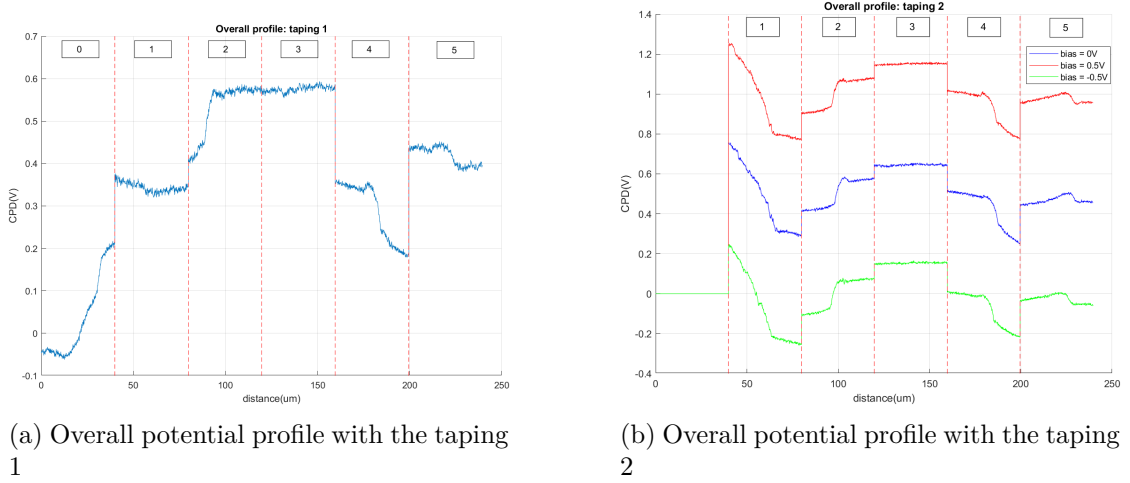 Overall profile: taping 1
0 1 2 3 4 5
0.7
0.6
0.5
0.4
0.3
0.2
0.1
0
-0.1
CPD(V)
0 50 100 150 200 250
distance(um)
(a) Overall potential profile with the taping
1
Overall profile: taping 2
1 2 3 4 5
bias = 0V
bias = 0.5V
bias = -0.5V
1.4
1.2
1
0.8
0.6
0.4
0.2
0
-0.2
-0.4
CPD(V)
0 50 100 150 200 250
distance(um)
(b) Overall potential profile with the taping
2